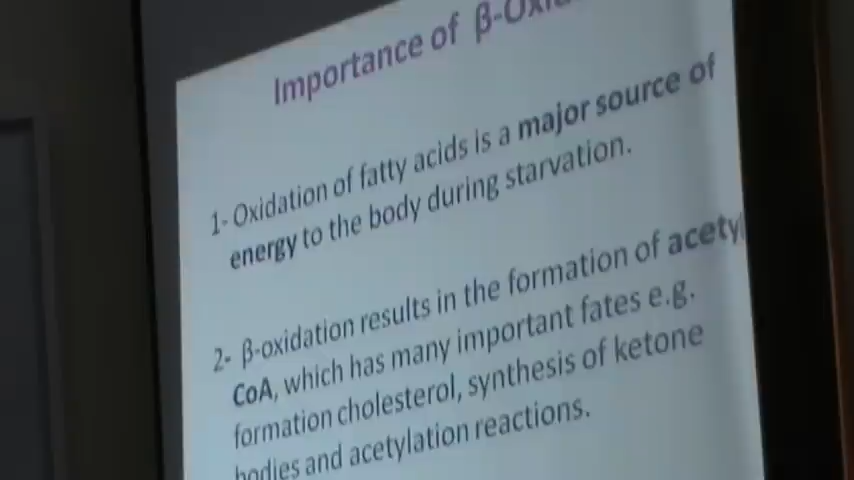 Importance of β-Oxi
1- Oxidation of fatty acids is a major source of
energy to the body during starvation.
2- β-oxidation results in the formation of acetyl
CoA, which has many important fates e.g.
formation cholesterol, synthesis of ketone
bodies and acetylation reactions.